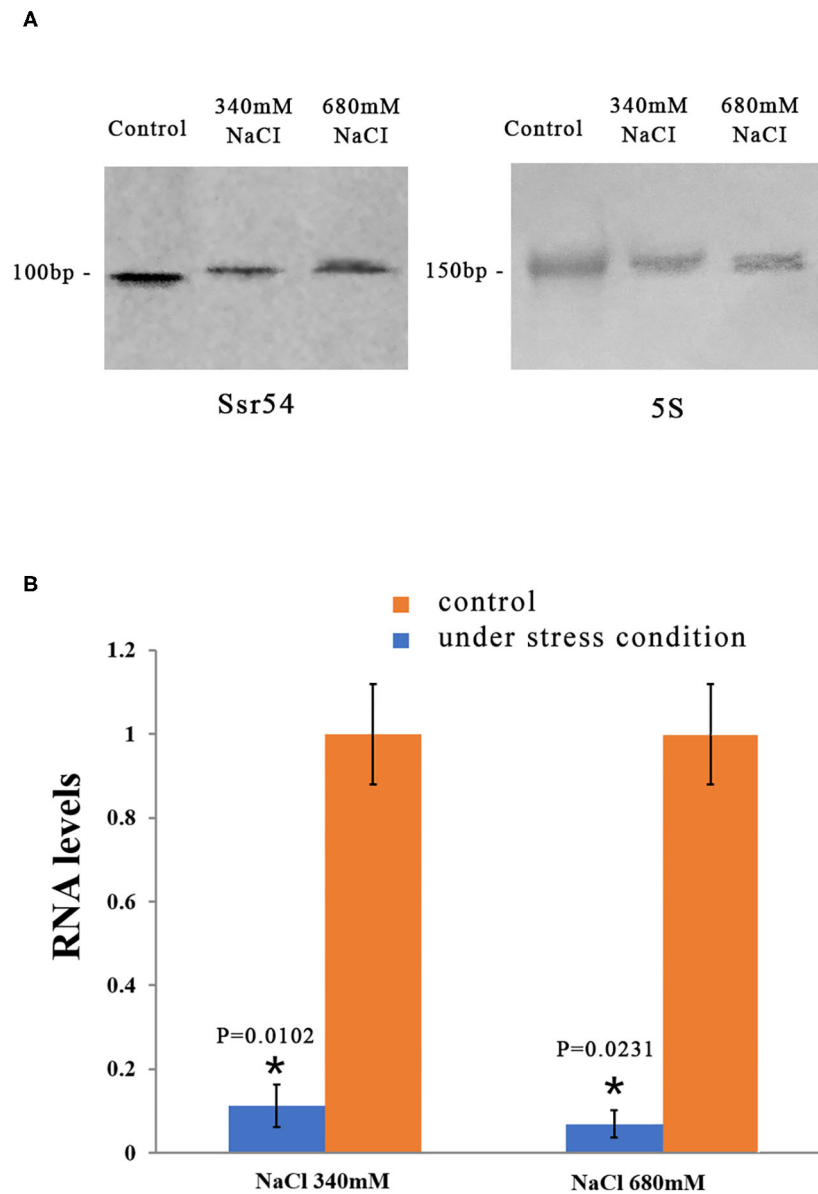 A
Control
340mM
NaCI
680mM
NaCI
100bp -
Ssr54
Control
340mM
NaCI
680mM
NaCI
150bp -
5S
B
control
under stress condition
RNA levels
1.2
1
0.8
0.6
0.4
0.2
0
P=0.0102
*
P=0.0231
*
NaCl 340mM
NaCl 680mM